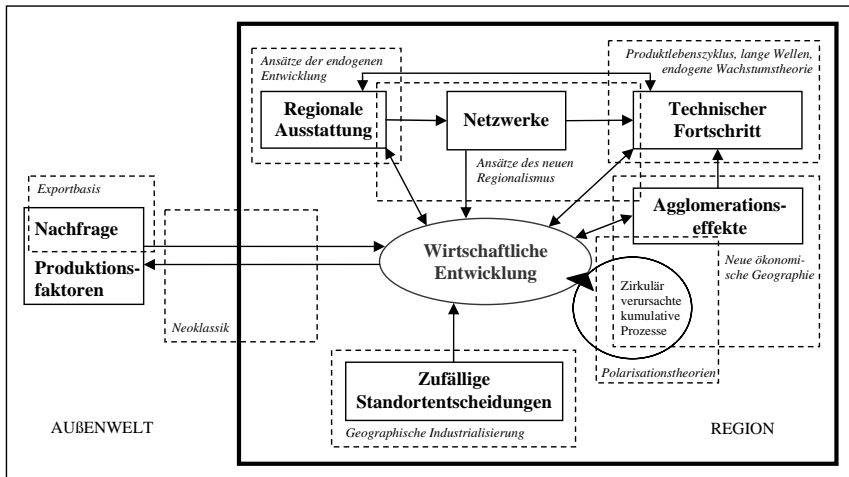 Ansätze der endogenen
Entwicklung
Produktlebenszyklus, lange Wellen,
endogene Wachstumstheorie
Regionale
Ausstattung
Netzwerke
Technischer
Fortschritt
Ansätze des neuen
Regionalismus
Exportbasis
Nachfrage
Produktions-
faktoren
Agglomerations-
effekte
Wirtschaftliche
Entwicklung
Neue ökonomi-
sche Geographie
Zirkulär
verursachte
kumulative
Prozesse
Neoklassik
Polarisationstheorien
Zufällige
Standortentscheidungen
Geographische Industrialisierung
AUßENWELT
REGION